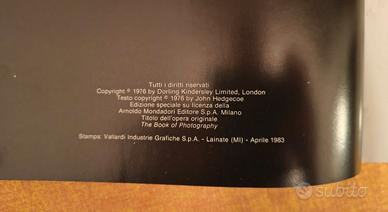 Tutti i diritti riservati
Copyright © 1976 by Dorling Kindersley Limited, London
Testo copyright © 1976 by John Hedgecoe
Edizione speciale su licenza della
Arnoldo Mondadori Editore S.p.A. Milano
Titolo dell'opera originale
The Book of Photography
Stampa: Vallardi Industrie Grafiche S.p.A. - Lainate (MI) - Aprile 1983
subito